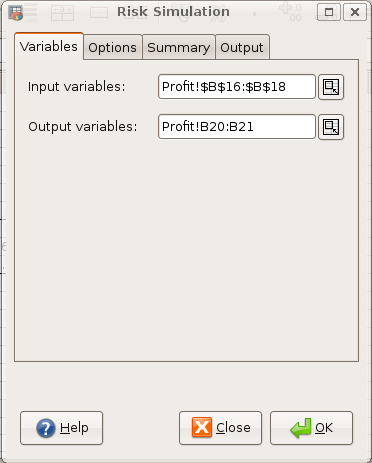 Risk Simulation
Variables Options Summary Output
Input variables: Profit!$B$16:$B$18
Output variables: Profit!B20:B21
Help Close OK